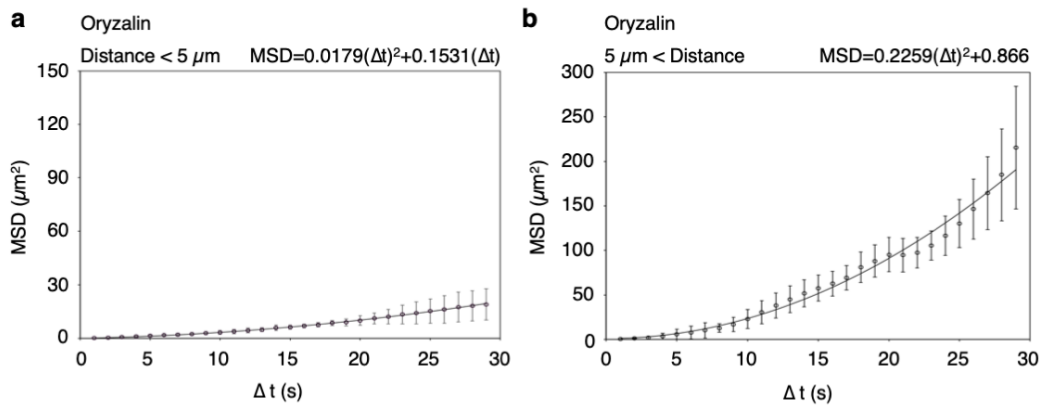 a
Oryzalin
Distance < 5 µm MSD=0.0179(Δt)²+0.1531(Δt)
150
120
90
60
30
0
MSD (µm²)
0 5 10 15 20 25 30
Δ t (s)
b
Oryzalin
5 µm < Distance MSD=0.2259(Δt)²+0.866
300
250
200
150
100
50
0
MSD (µm²)
0 5 10 15 20 25 30
Δ t (s)